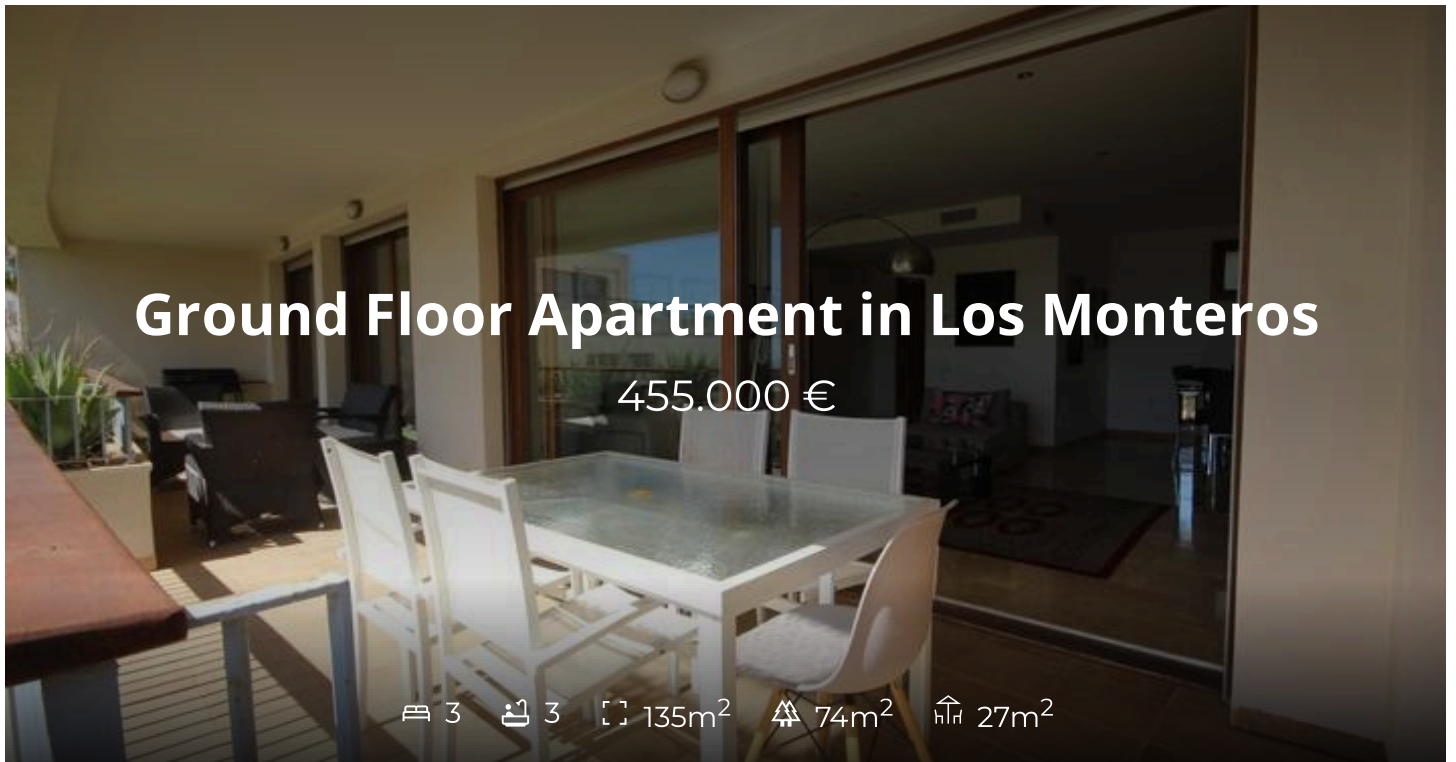 Ground Floor Apartment in Los Monteros
455.000 €
3 3 135m² 74m² 27m²